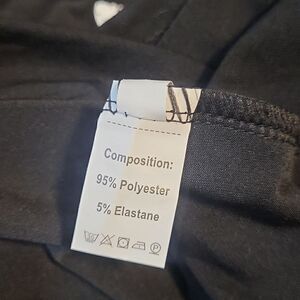 Composition:
95% Polyester
5% Elastane